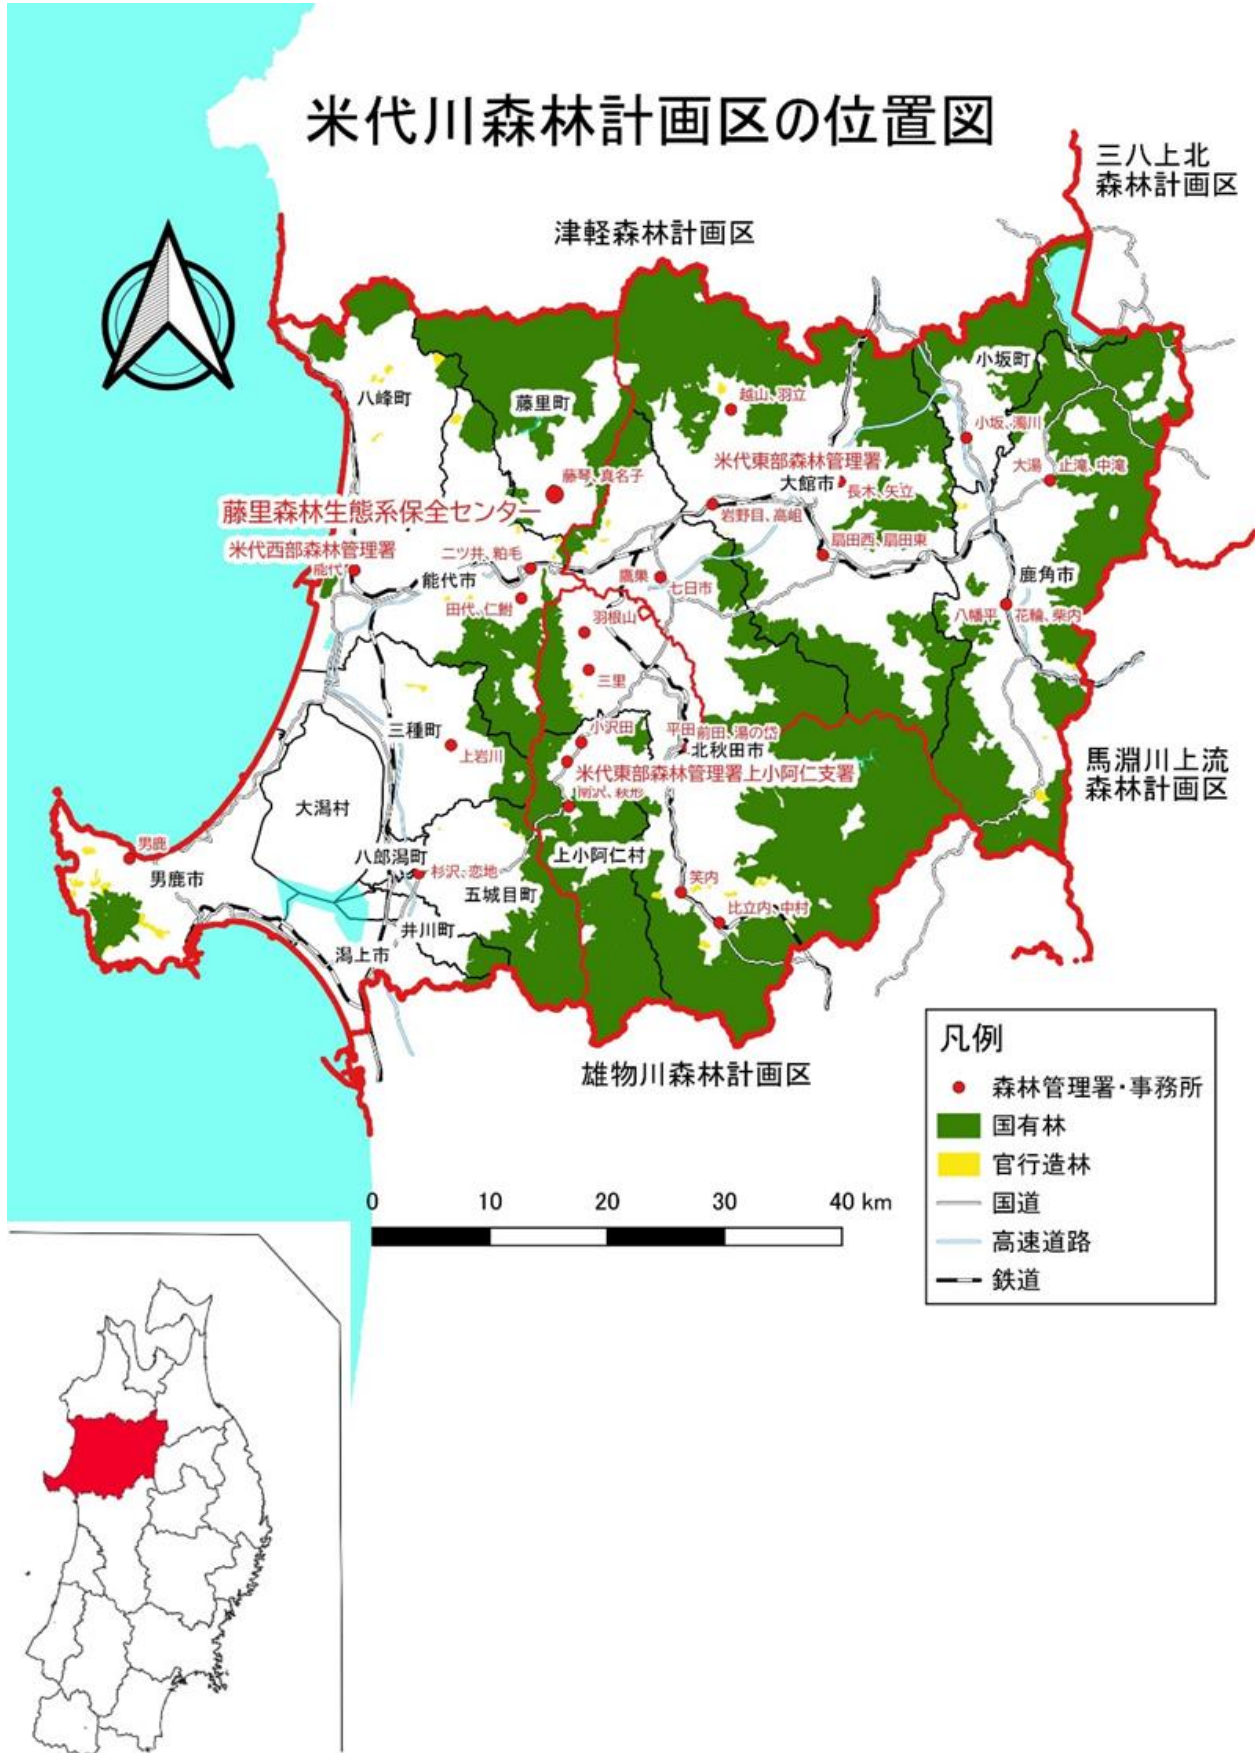 米代川森林計画区の位置図
三八上北
森林計画区
津軽森林計画区
小坂町
八峰町
藤里町
越山、羽立
小坂、濁川
米代東部森林管理署
大湯
止滝、中滝
藤琴、真名子
大館市
長木、矢立
藤里森林生態系保全センター
岩野目、高岨
米代西部森林管理署
二ツ井、粕毛
扇田西、扇田東
能代
能代市
鷹巣
七日市
鹿角市
田代、仁鮒
羽根山
八幡平
花輪、柴内
三里
三種町
小沢田
平田
前田、湯の岱
上岩川
北秋田市
馬淵川上流
森林計画区
米代東部森林管理署上小阿仁支署
大潟村
男鹿
八郎潟町
上小阿仁村
杉沢、恋地
男鹿市
五城目町
笑内
比立内、中村
井川町
潟上市
雄物川森林計画区
凡例
森林管理署・事務所
国有林
官行造林
国道
高速道路
鉄道
0 10 20 30 40 km